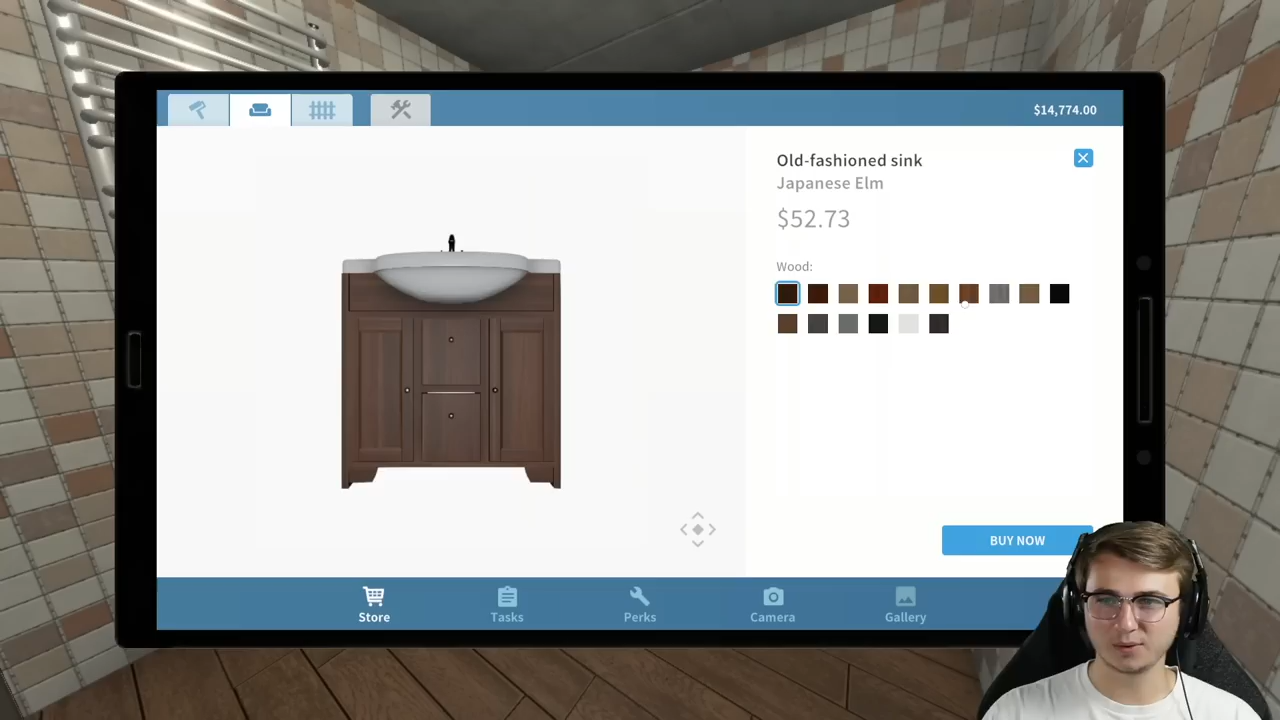 $14,774.00
Old-fashioned sink
Japanese Elm
$52.73
Wood:
BUY NOW
Store
Tasks
Perks
Camera
Gallery